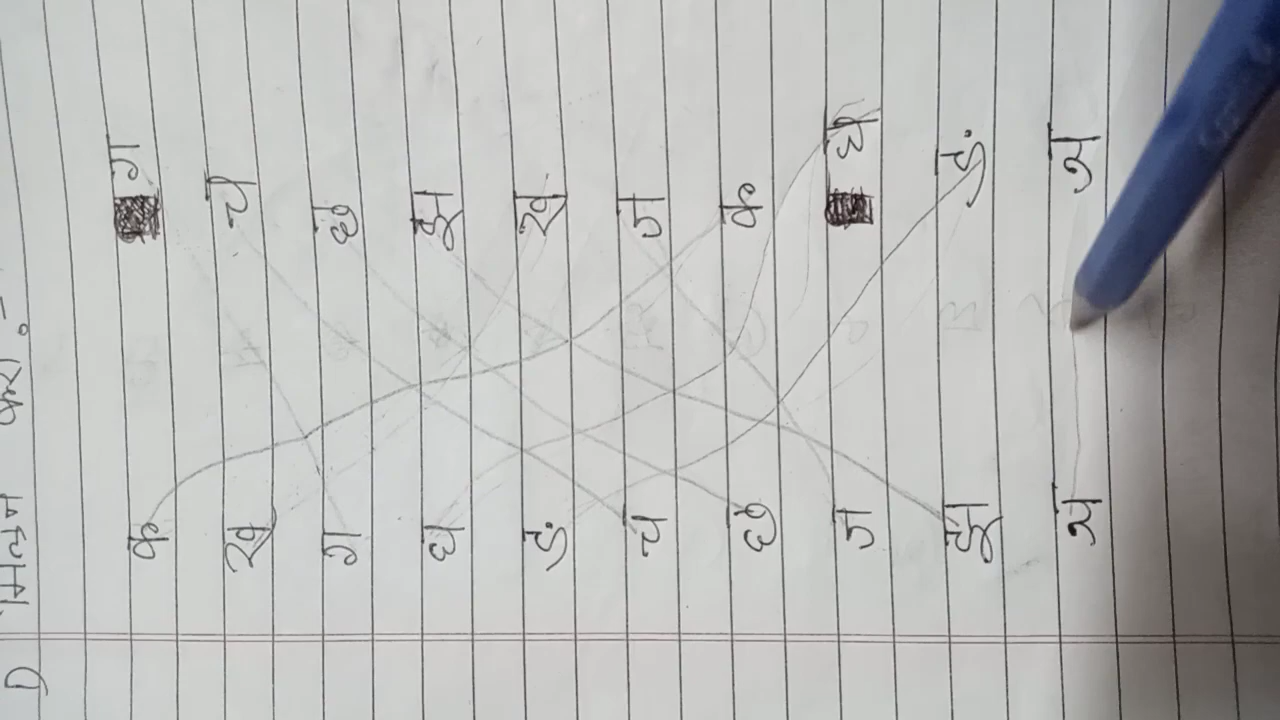 मिलान करो :-
क ग
ख च
ग छ
घ झ
ङ ख
च ज
छ क
ज घ
झ ङ
ञ ञ